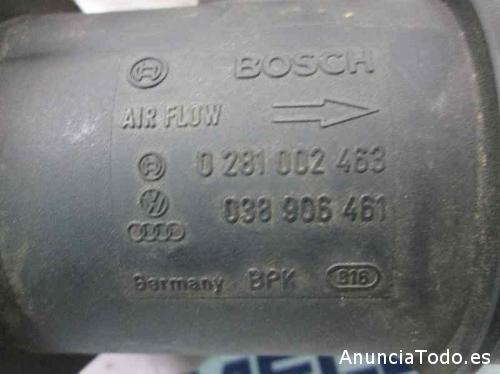 BOSCH
AIR FLOW
0 281 002 463
038 906 461
Germany BPK 816
AnunciaTodo.es